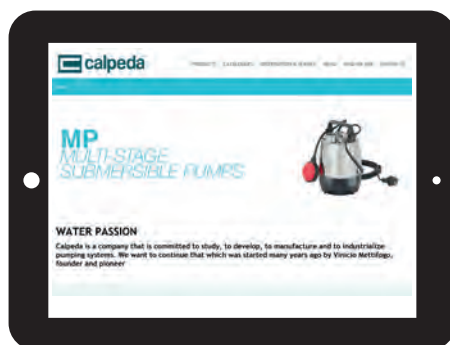 calpeda
MP
MULTI-STAGE
SUBMERSIBLE PUMPS
WATER PASSION
Calpeda is a company that is committed to study, to develop, to manufacture and to industrialize
pumping systems. We want to continue that which was started many years ago by Vinicio Mettifogo,
founder and pioneer